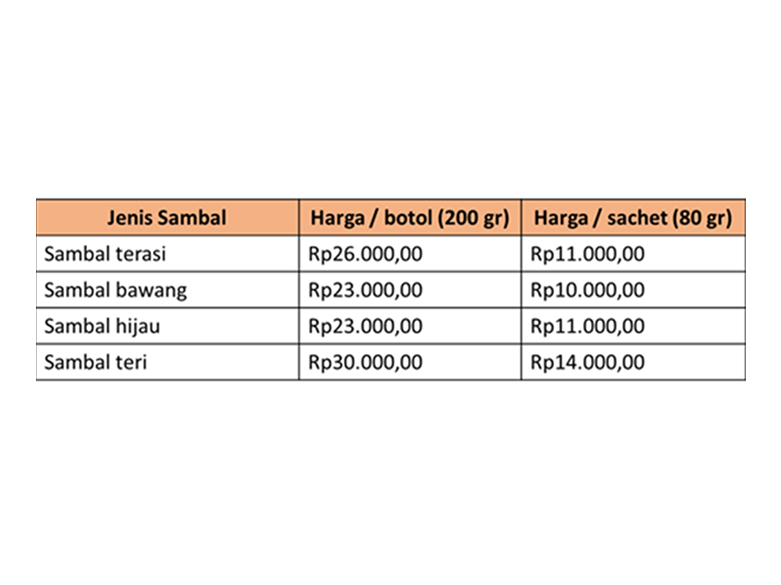 Jenis Sambal Harga / botol (200 gr) Harga / sachet (80 gr)
Sambal terasi Rp26.000,00 Rp11.000,00
Sambal bawang Rp23.000,00 Rp10.000,00
Sambal hijau Rp23.000,00 Rp11.000,00
Sambal teri Rp30.000,00 Rp14.000,00